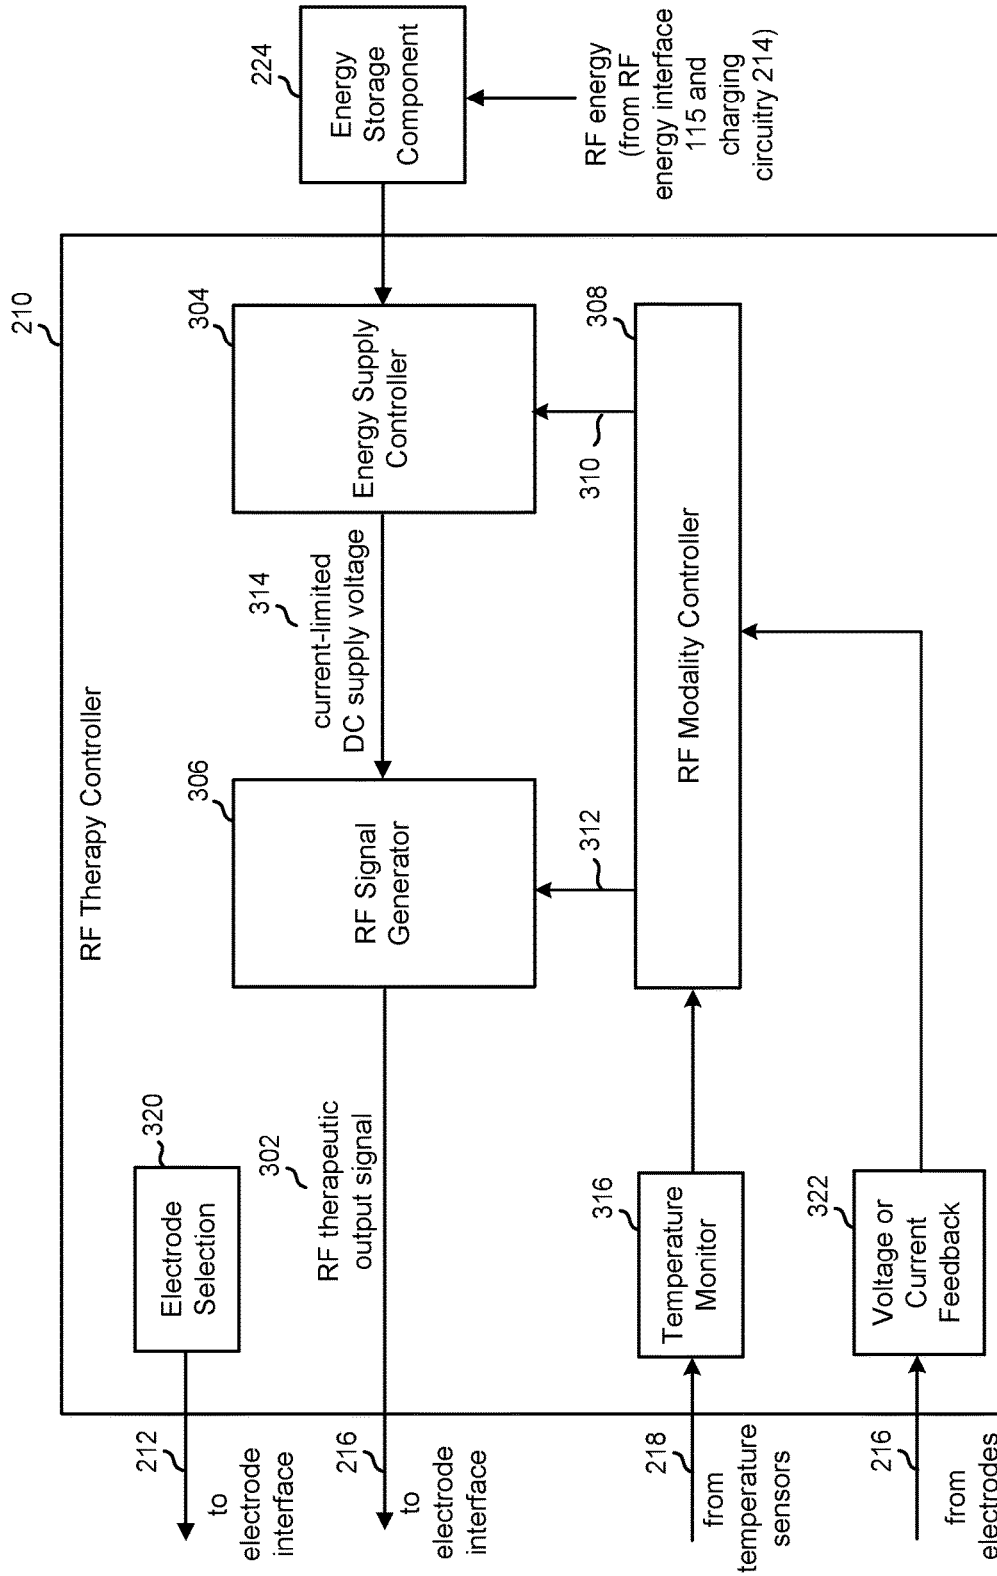 210
RF Therapy Controller
320
Electrode
Selection
212
to
electrode
interface
302
RF therapeutic
output signal
216
to
electrode
interface
306
RF Signal
Generator
314
current-limited
DC supply voltage
304
Energy Supply
Controller
224
Energy
Storage
Component
RF energy
(from RF
energy interface
115 and
charging
circuitry 214)
312
310
308
RF Modality Controller
316
Temperature
Monitor
218
from
temperature
sensors
322
Voltage or
Current
Feedback
216
from
electrodes